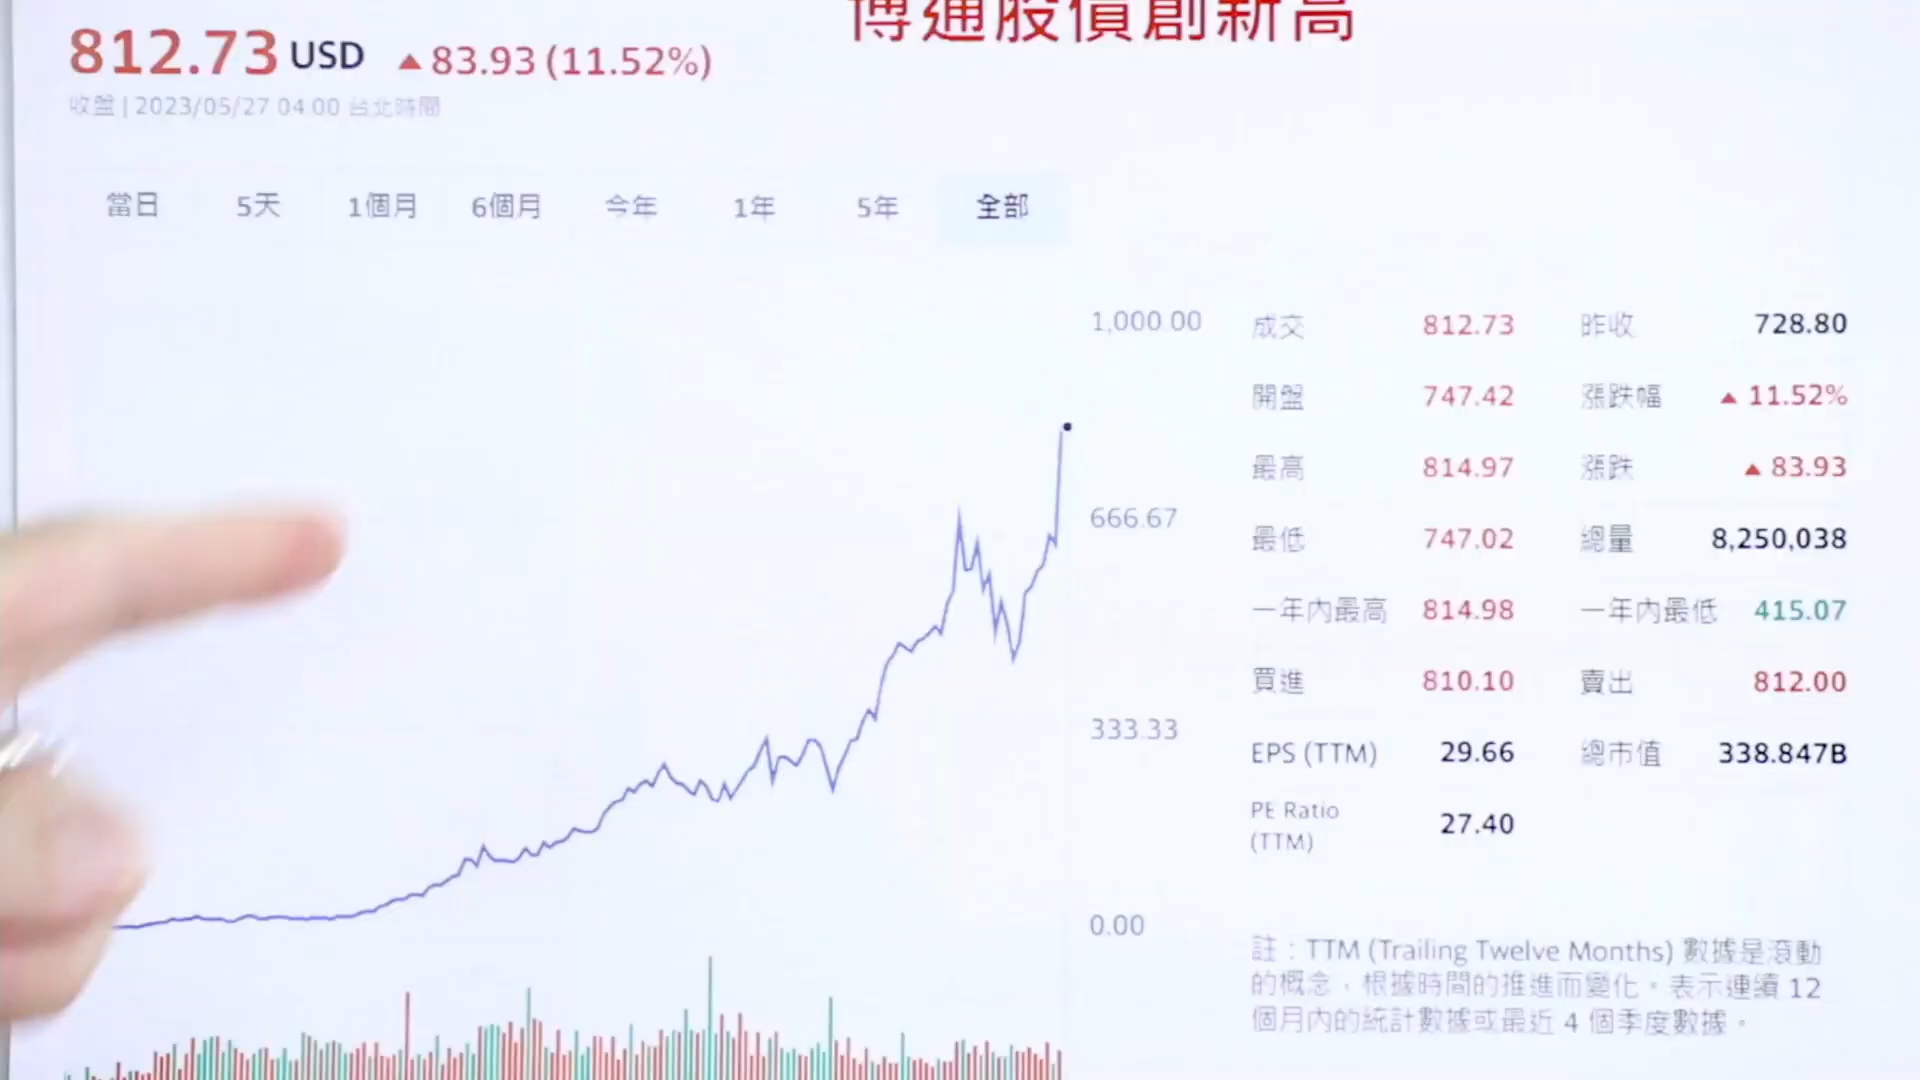 博通股價創新高
812.73 USD ▲83.93 (11.52%)
收盤 | 2023/05/27 04:00 台北時間
當日 5天 1個月 6個月 今年 1年 5年 全部
1,000.00
666.67
333.33
0.00
成交 812.73 昨收 728.80
開盤 747.42 漲跌幅 ▲ 11.52%
最高 814.97 漲跌 ▲ 83.93
最低 747.02 總量 8,250,038
一年內最高 814.98 一年內最低 415.07
買進 810.10 賣出 812.00
EPS (TTM) 29.66 總市值 338.847B
PE Ratio
(TTM) 27.40
註：TTM (Trailing Twelve Months) 數據是滾動
的概念，根據時間的推進而變化。表示連續 12
個月內的統計數據或最近 4 個季度數據。